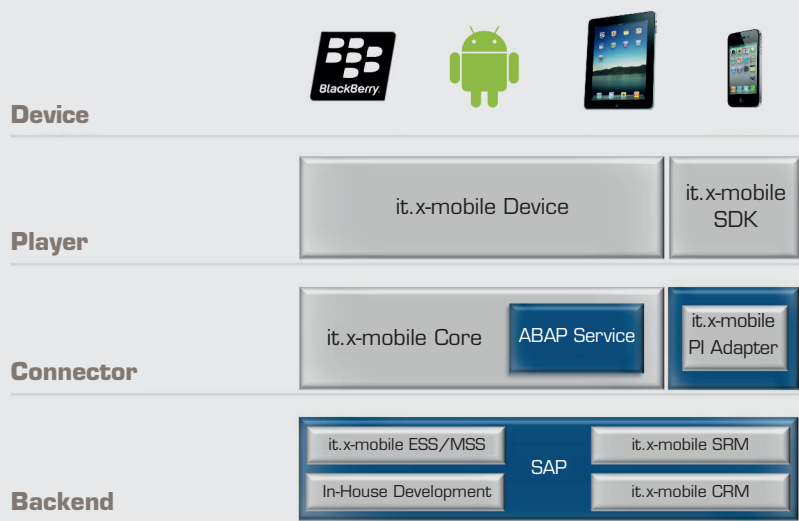 BlackBerry.
Device
it.x-mobile Device
it.x-mobile
SDK
Player
it.x-mobile Core
ABAP Service
it.x-mobile
PI Adapter
Connector
it.x-mobile ESS/MSS
SAP
it.x-mobile SRM
In-House Development
it.x-mobile CRM
Backend